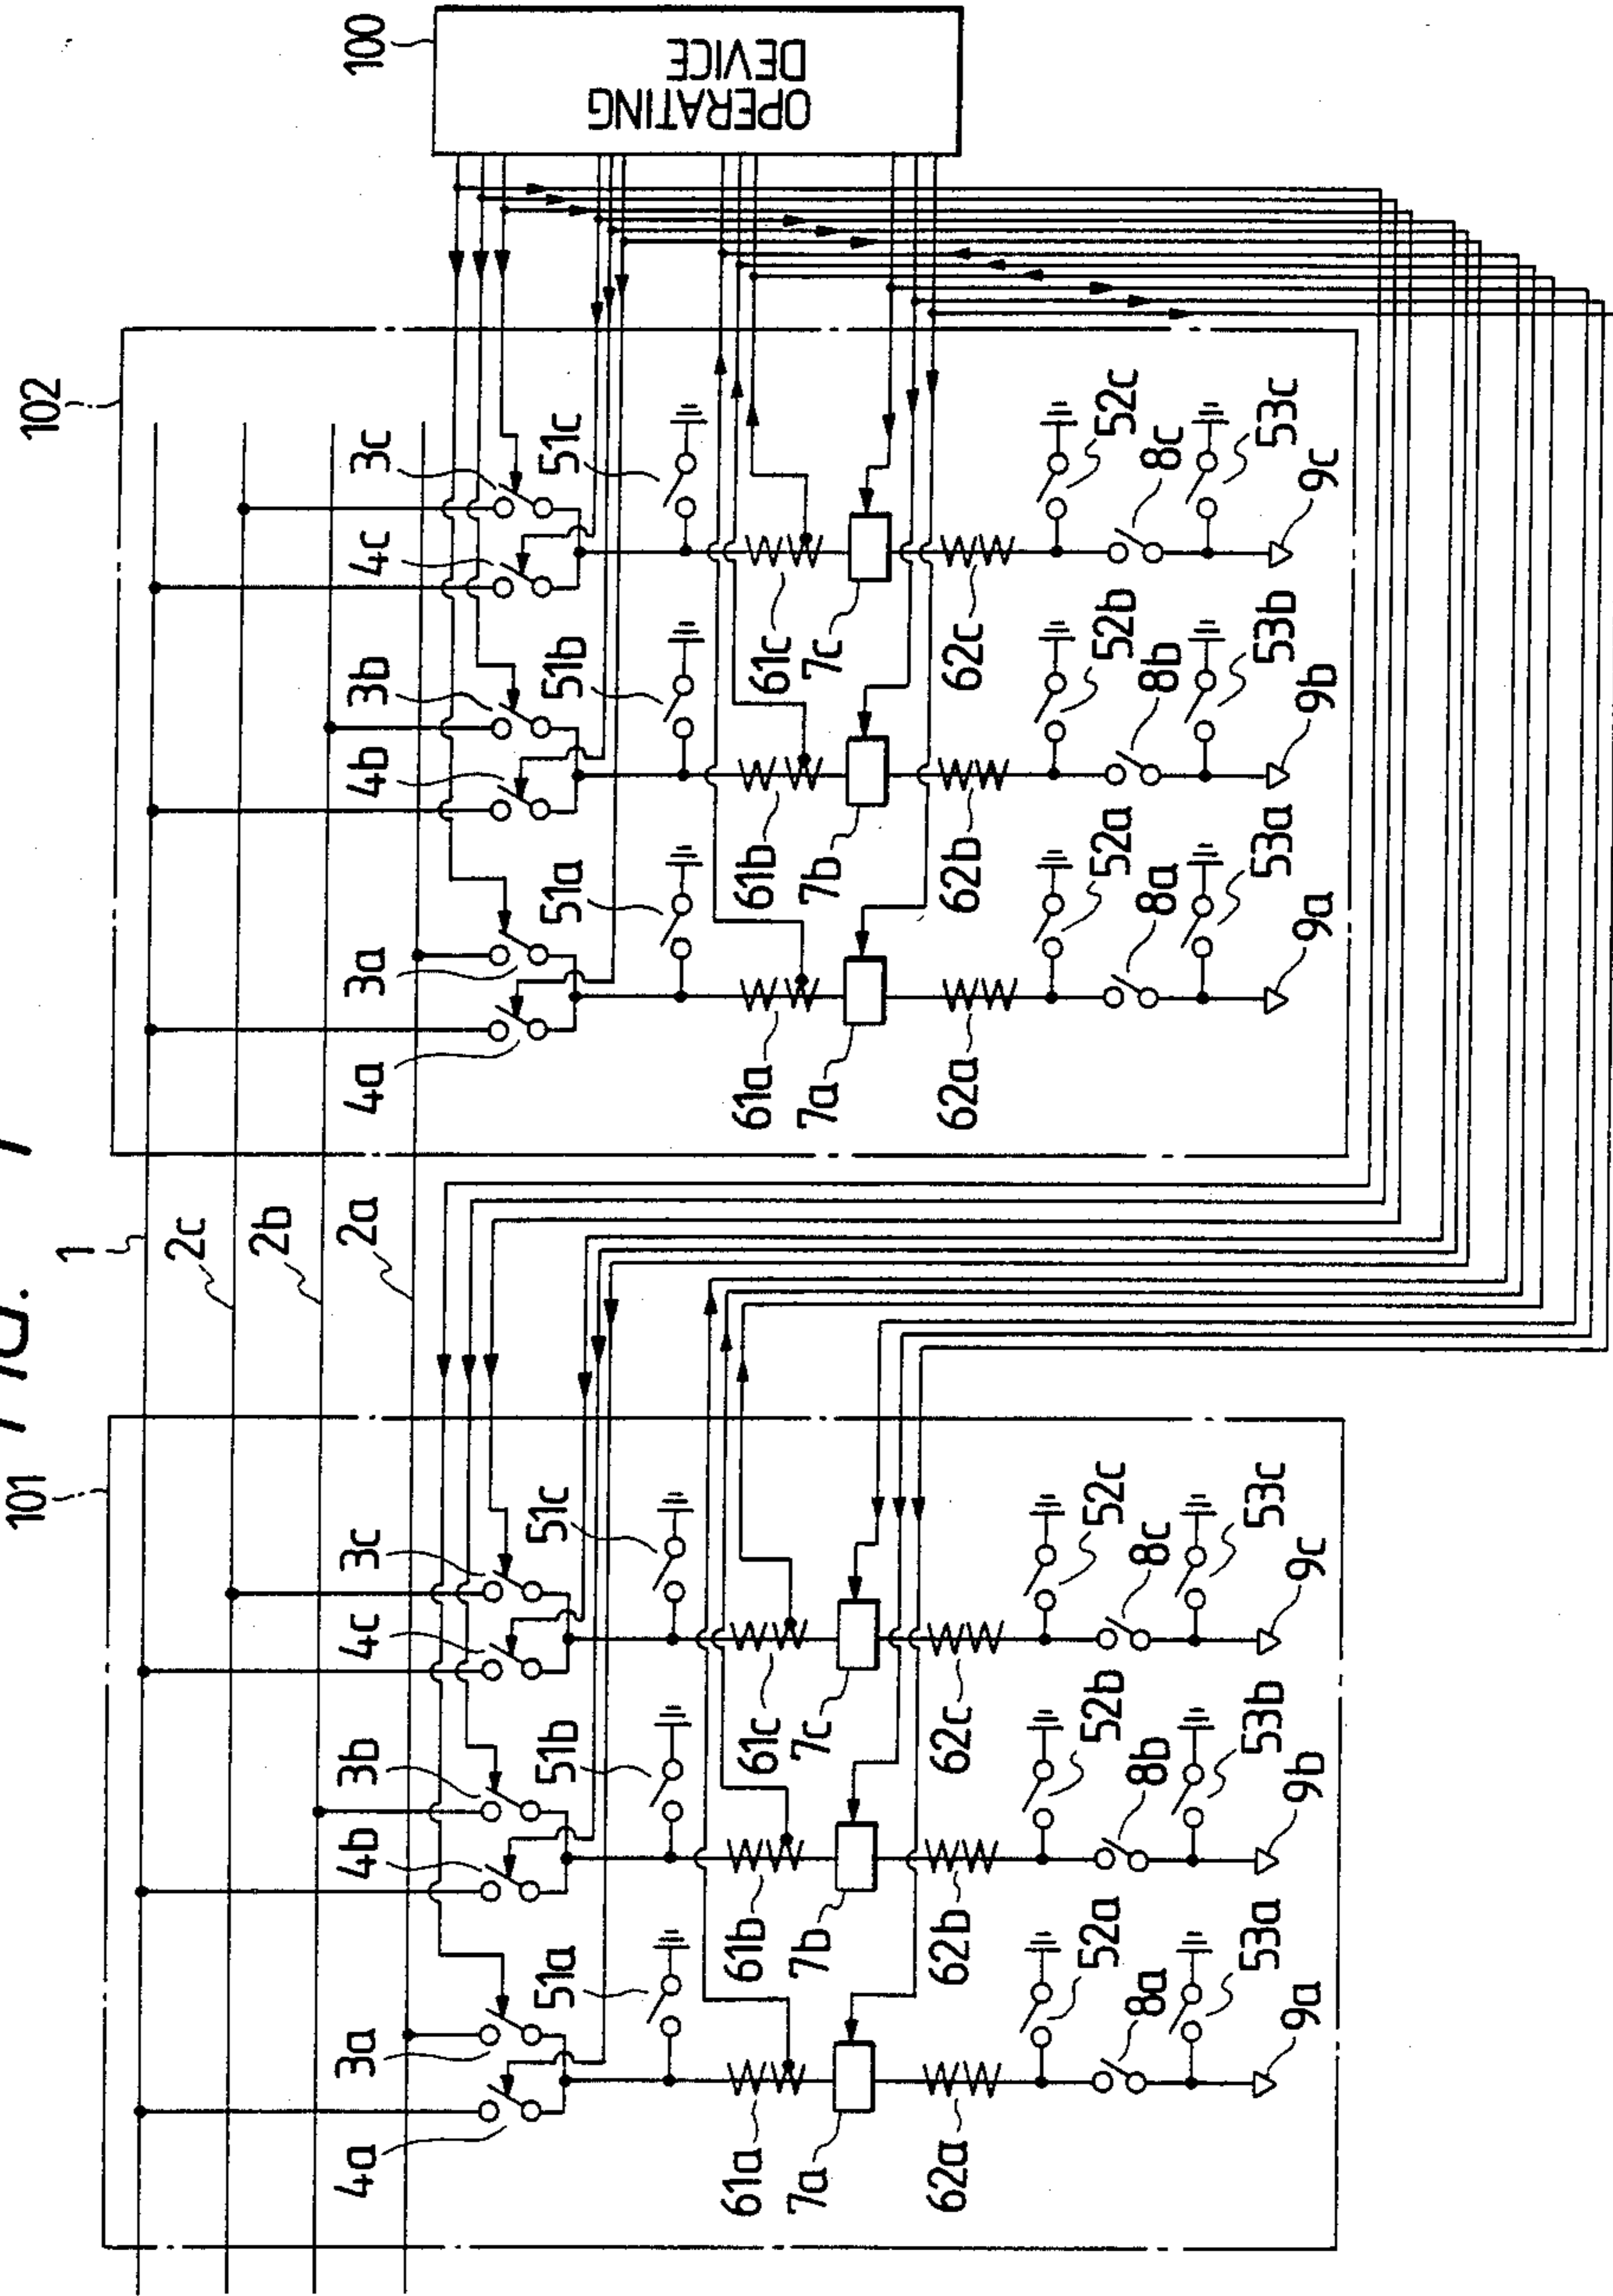 FIG. 1
101
102
1
2c
2b
2a
100
OPERATING
DEVICE
4a
3a
4b
3b
4c
3c
51a
51b
51c
61a
61b
61c
7a
7b
7c
62a
62b
62c
52a
52b
52c
8a
8b
8c
53a
53b
53c
9a
9b
9c
4a
3a
4b
3b
4c
3c
51a
51b
51c
61a
61b
61c
7a
7b
7c
62a
62b
62c
52a
52b
52c
8a
8b
8c
53a
53b
53c
9a
9b
9c